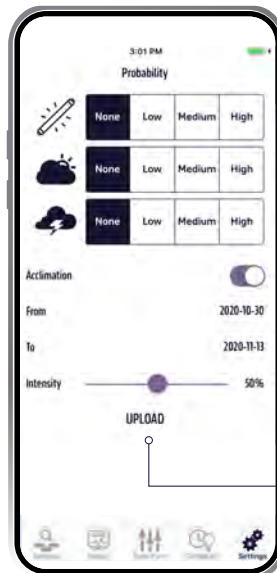 3:01 PM
Probability
None Low Medium High
None Low Medium High
None Low Medium High
Acclimation
From 2020-10-30
To 2020-11-13
Intensity 50%
UPLOAD
Settings